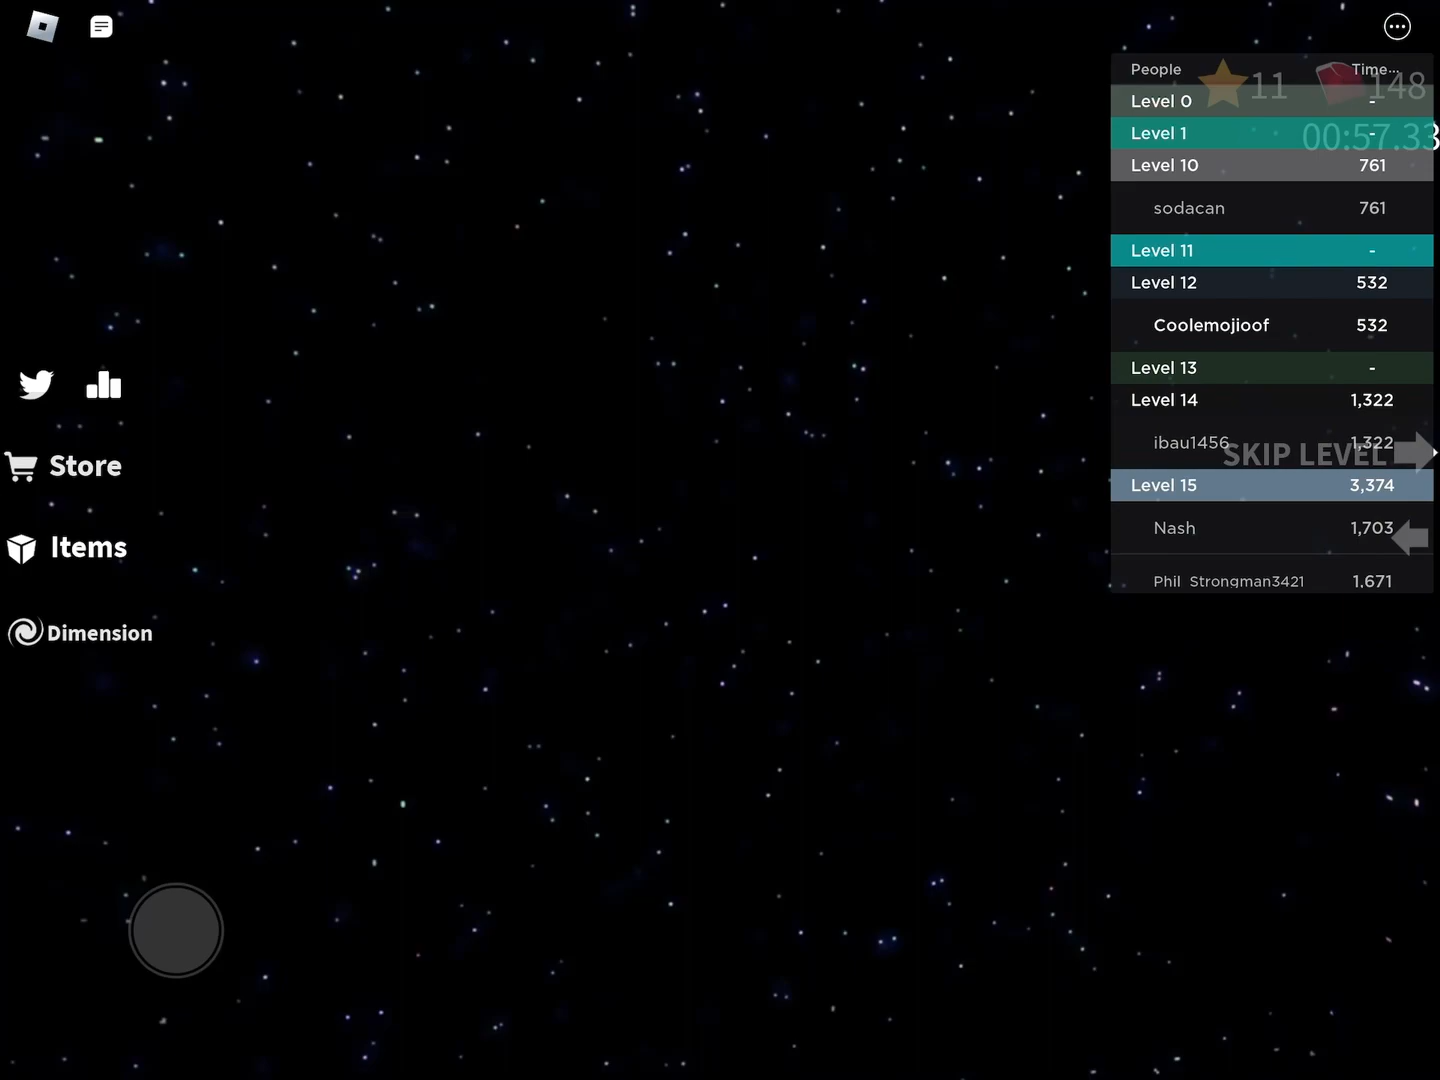 People Time...
11 148
Level 0 -
Level 1 -
00:57.33
Level 10 761
sodacan 761
Level 11 -
Level 12 532
Coolemojioof 532
Level 13 -
Level 14 1,322
ibau1456 1,322
SKIP LEVEL
Level 15 3,374
Nash 1,703
Phil_Strongman3421 1,671
Store
Items
Dimension